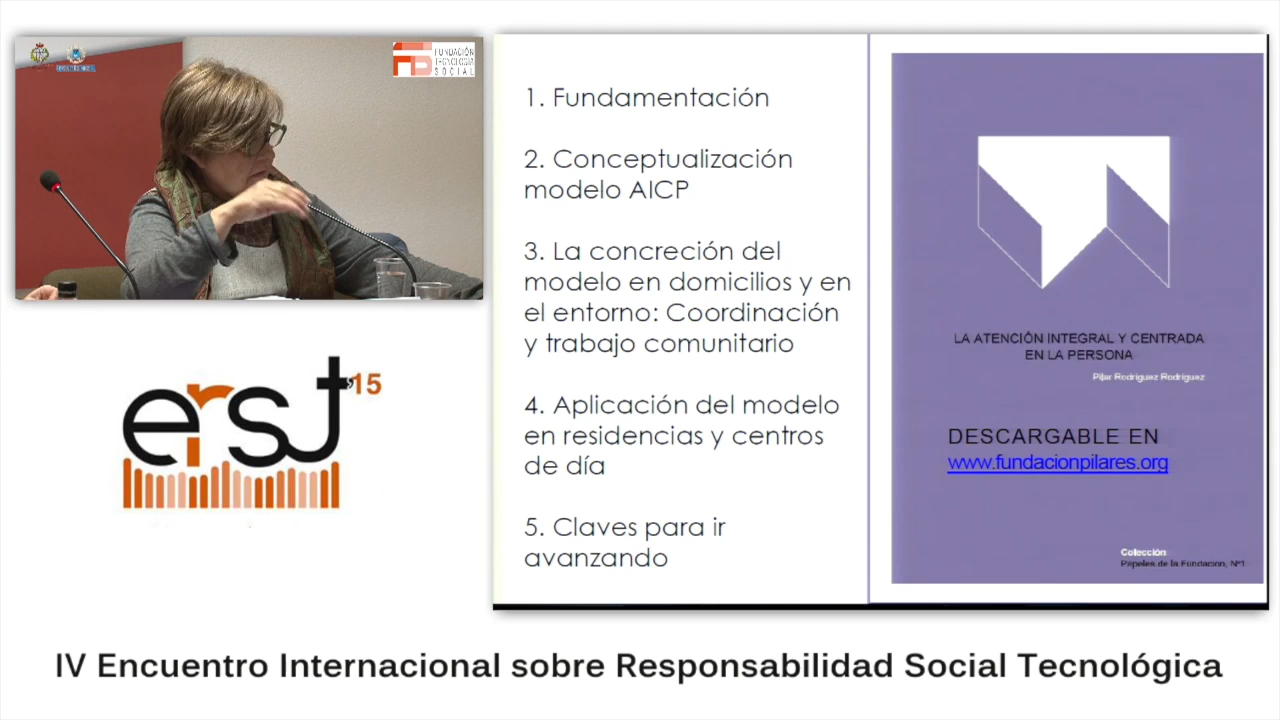 FUNDACIÓN
TECNOLOGÍA
SOCIAL
1. Fundamentación
2. Conceptualización
modelo AICP
3. La concreción del
modelo en domicilios y en
el entorno: Coordinación
y trabajo comunitario
4. Aplicación del modelo
en residencias y centros
de día
5. Claves para ir
avanzando
LA ATENCIÓN INTEGRAL Y CENTRADA
EN LA PERSONA
Pilar Rodríguez Rodríguez
DESCARGABLE EN
www.fundacionpilares.org
Colección
Papeles de la Fundación, Nº1
erst'15
IV Encuentro Internacional sobre Responsabilidad Social Tecnológica